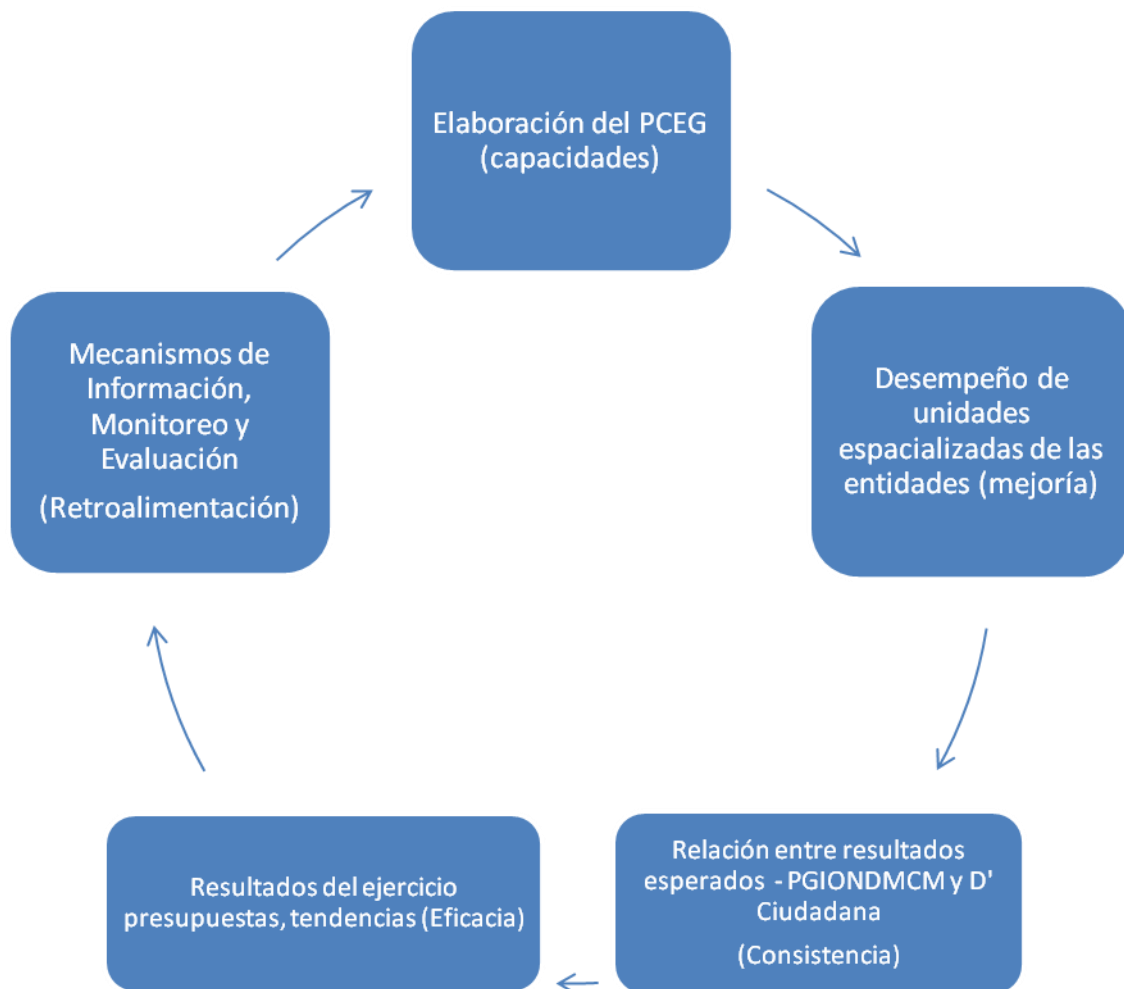 Elaboración del PCEG
(capacidades)
Desempeño de
unidades
espacializadas de las
entidades (mejoría)
Relación entre resultados
esperados - PGIONDMCM y D'
Ciudadana
(Consistencia)
Resultados del ejercicio
presupuestas, tendencias (Eficacia)
Mecanismos de
Información,
Monitoreo y
Evaluación
(Retroalimentación)